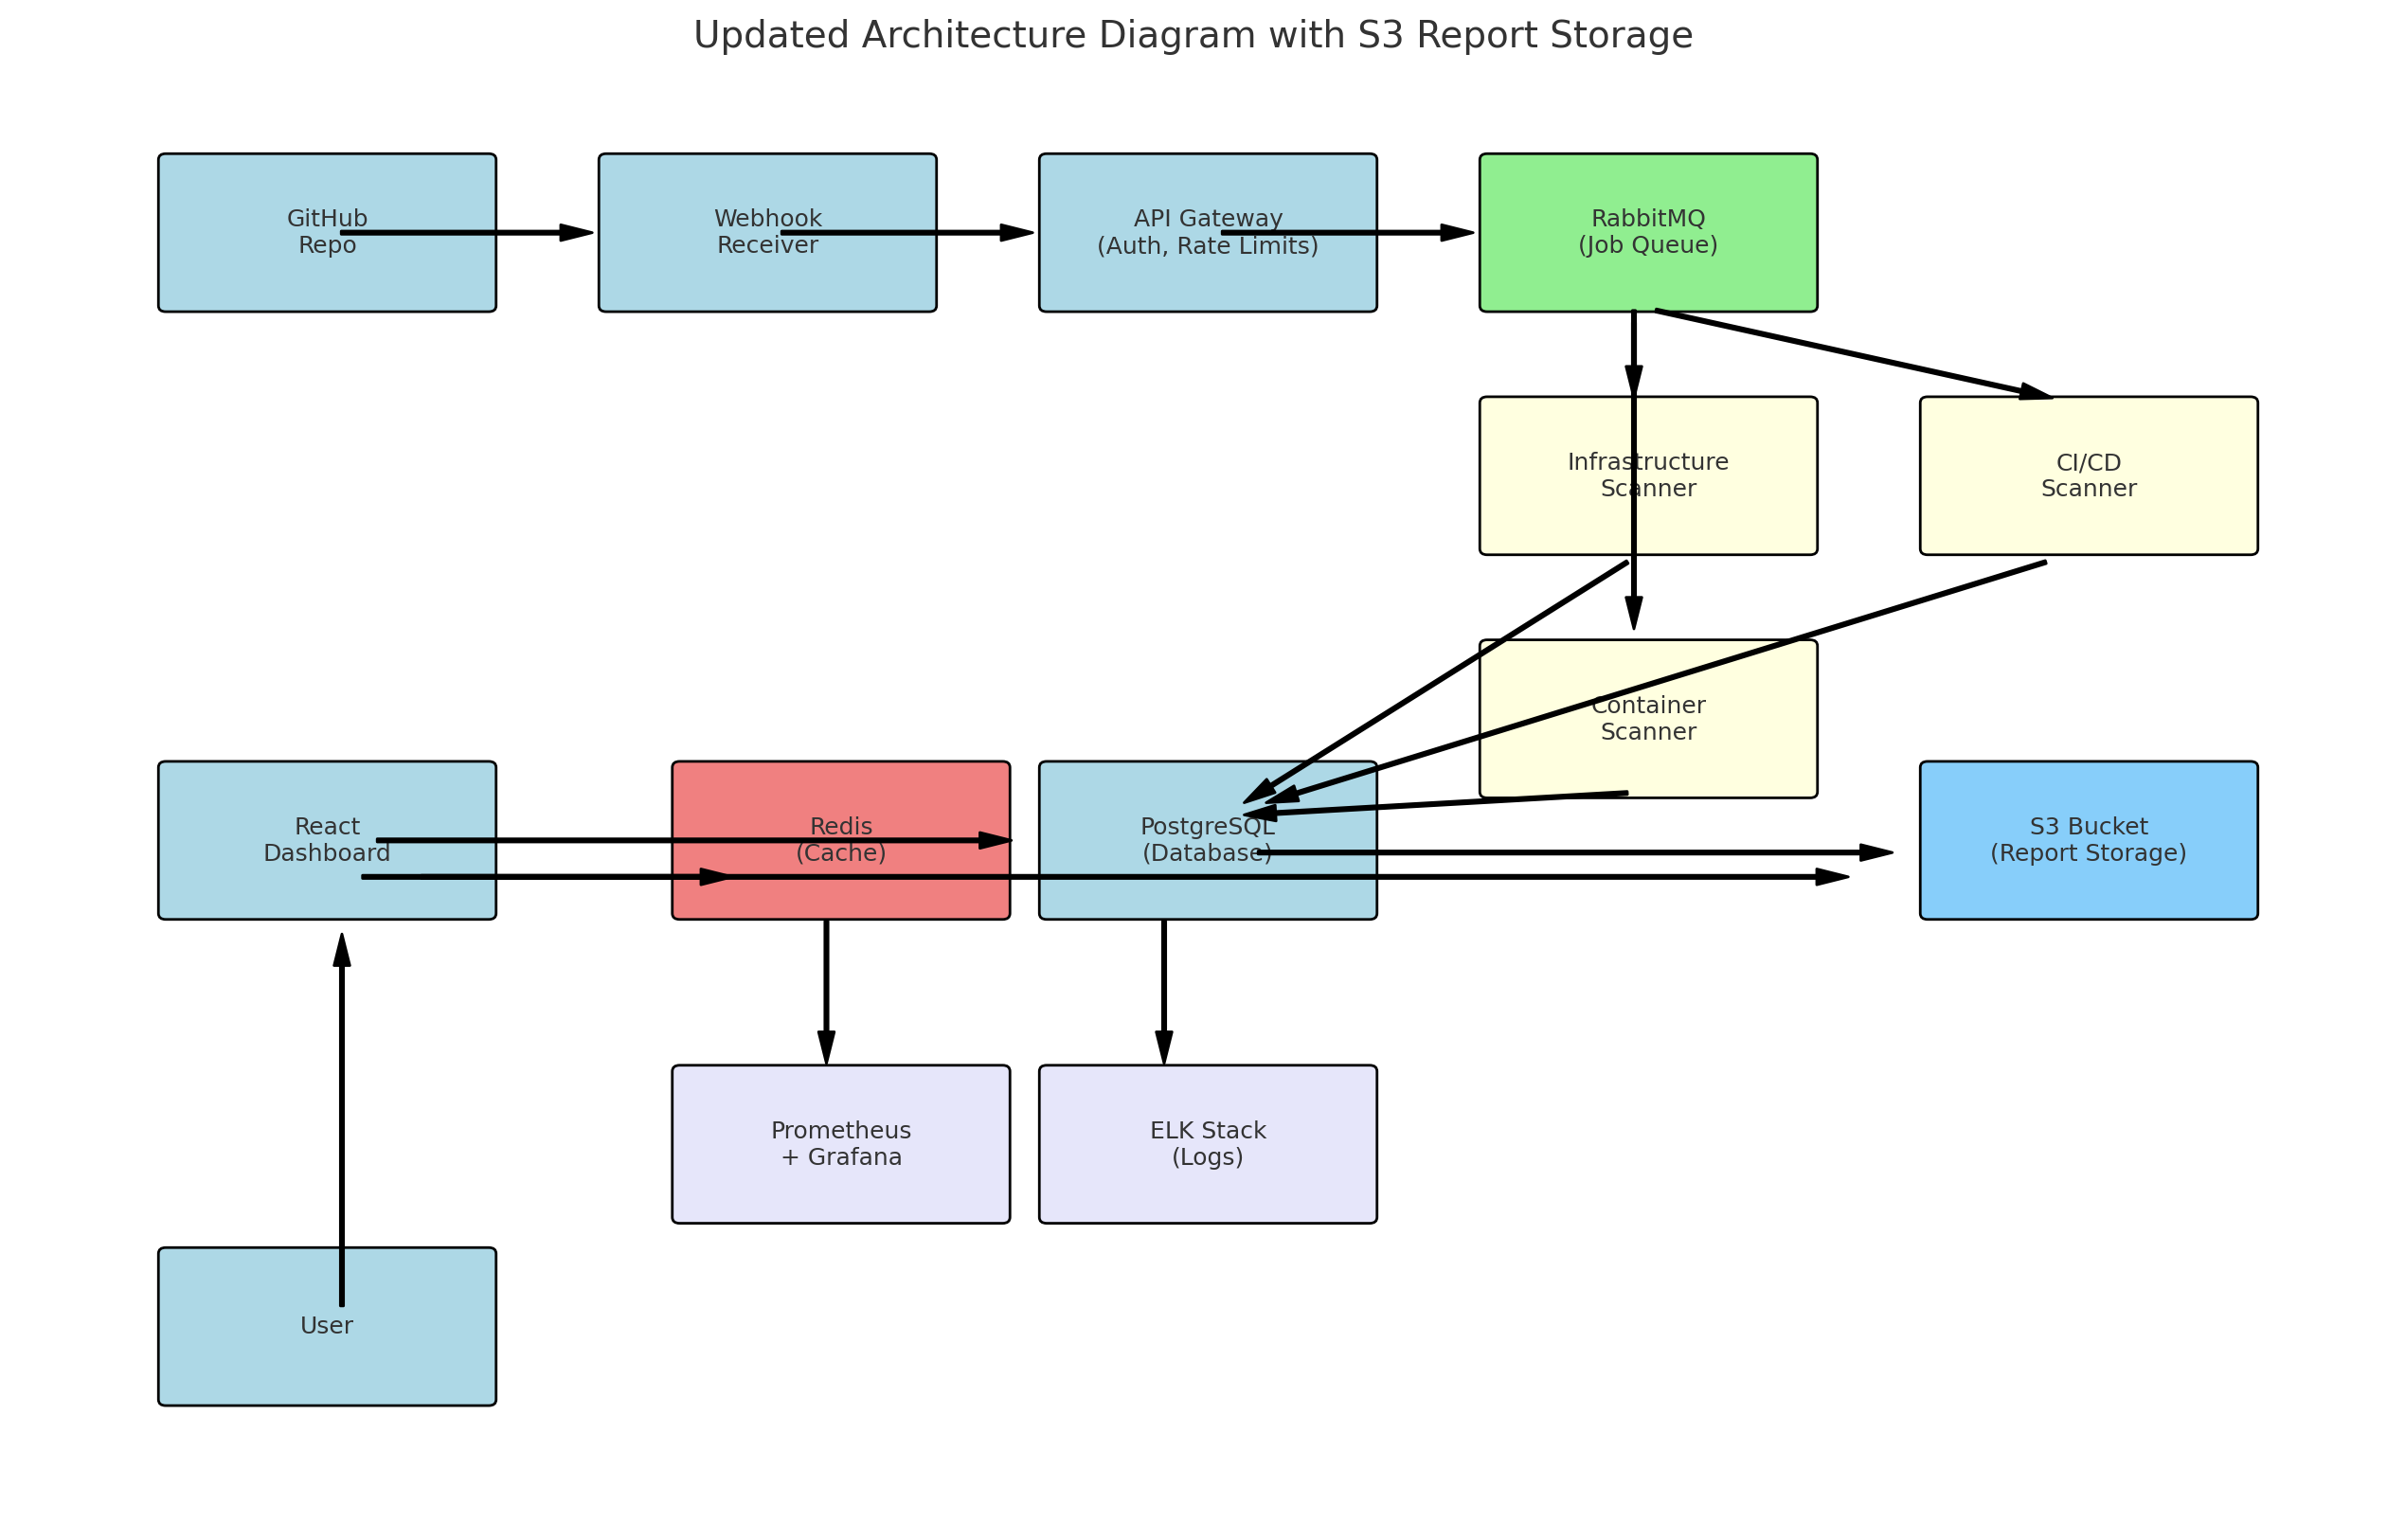 Updated Architecture Diagram with S3 Report Storage
GitHub
Repo
Webhook
Receiver
API Gateway
(Auth, Rate Limits)
RabbitMQ
(Job Queue)
Infrastructure
Scanner
CI/CD
Scanner
Container
Scanner
React
Dashboard
Redis
(Cache)
PostgreSQL
(Database)
S3 Bucket
(Report Storage)
Prometheus
+ Grafana
ELK Stack
(Logs)
User